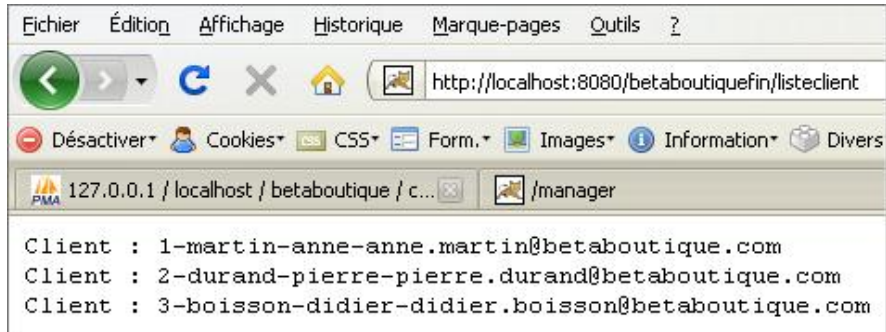 Fichier Édition Affichage Historique Marque-pages Outils ?
http://localhost:8080/betaboutiquefin/listeclient
Désactiver Cookies CSS CSS Form. Images Information Divers
PMA 127.0.0.1 / localhost / betaboutique / c... /manager
Client : 1-martin-anne-anne.martin@betaboutique.com
Client : 2-durand-pierre-pierre.durand@betaboutique.com
Client : 3-boisson-didier-didier.boisson@betaboutique.com